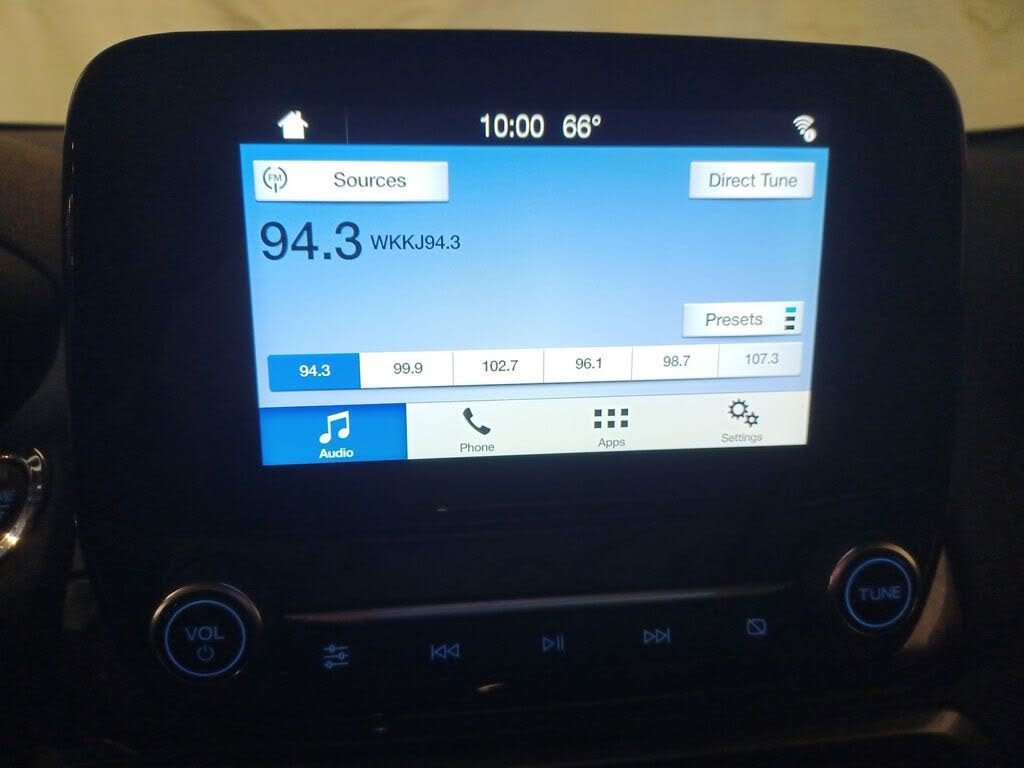 10:00 66°
FM Sources Direct Tune
94.3 WKKJ94.3
Presets
94.3 99.9 102.7 96.1 98.7 107.3
Audio Phone Apps Settings
VOL TUNE